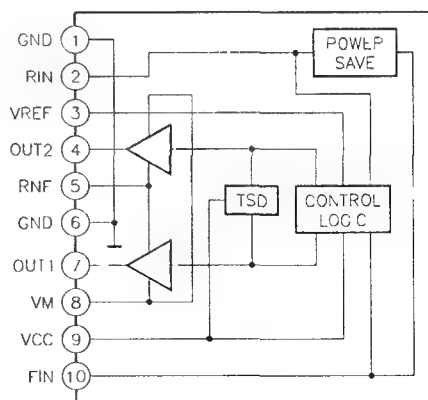 GND 1
RIN 2
VREF 3
OUT2 4
RNF 5
GND 6
OUT1 7
VM 8
VCC 9
FIN 10
POWER
SAVE
TSD
CONTROL
LOG C